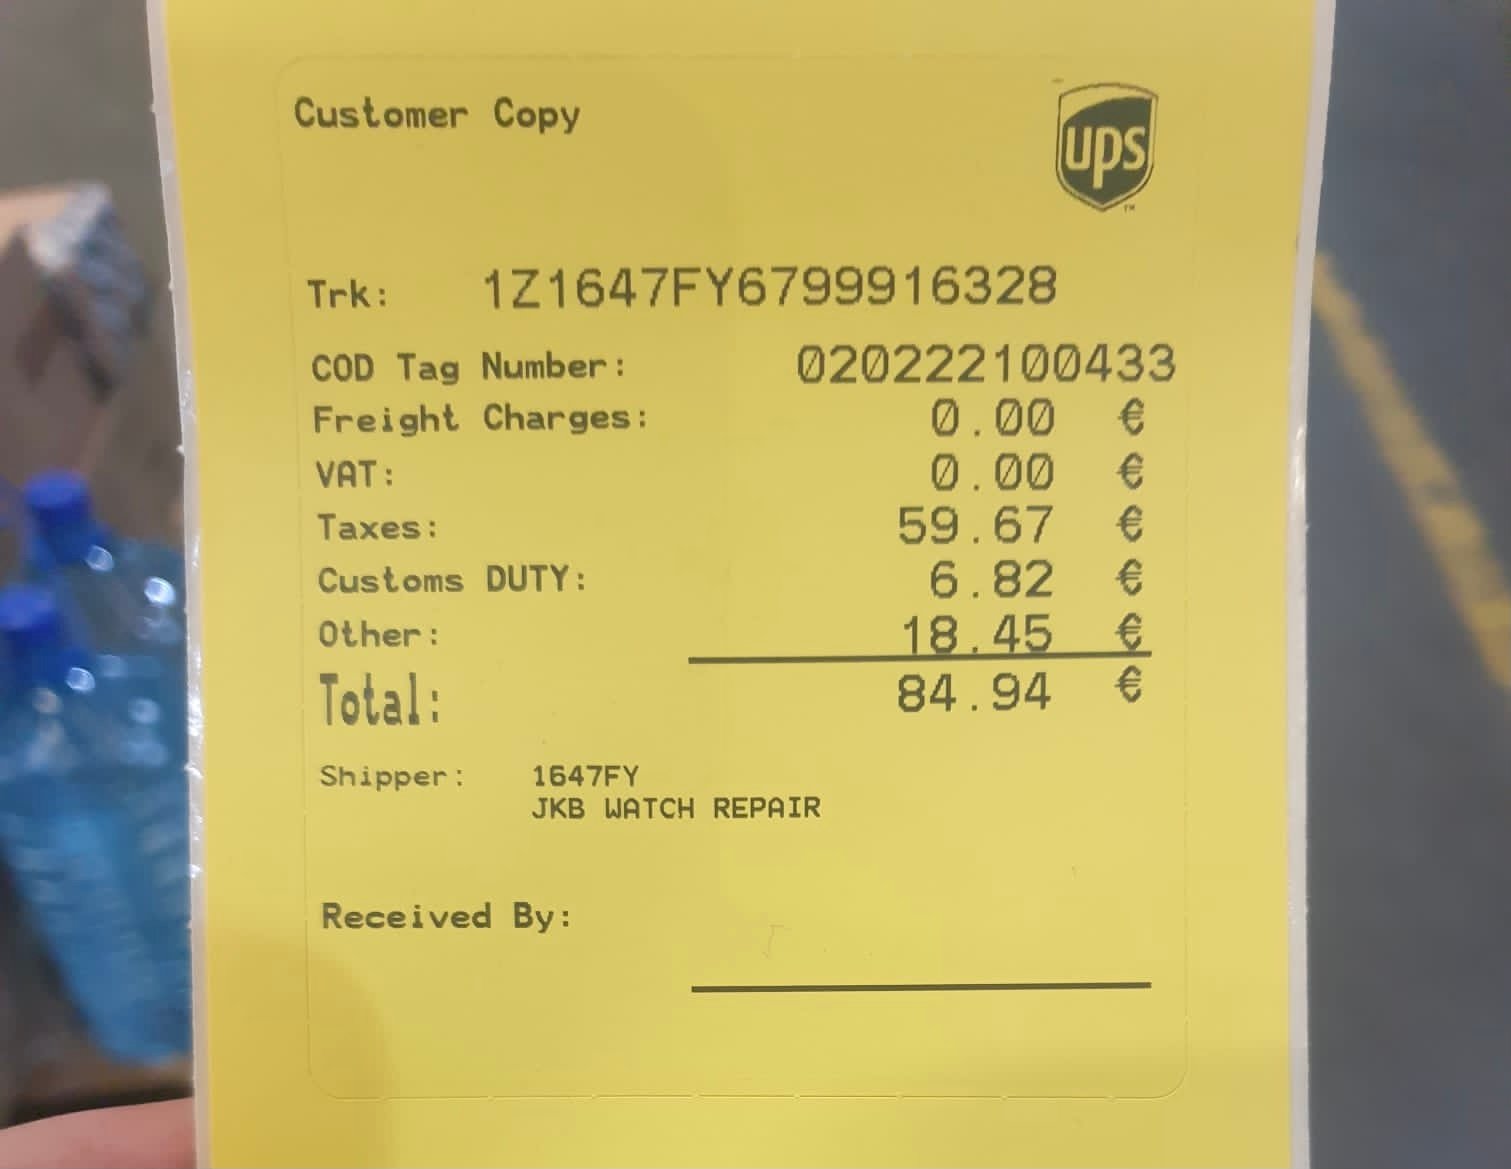 Customer Copy
ups
TM
Trk: 1Z1647FY6799916328
COD Tag Number: 020222100433
Freight Charges: 0.00 €
VAT: 0.00 €
Taxes: 59.67 €
Customs DUTY: 6.82 €
Other: 18.45 €
Total: 84.94 €
Shipper: 1647FY
JKB WATCH REPAIR
Received By: